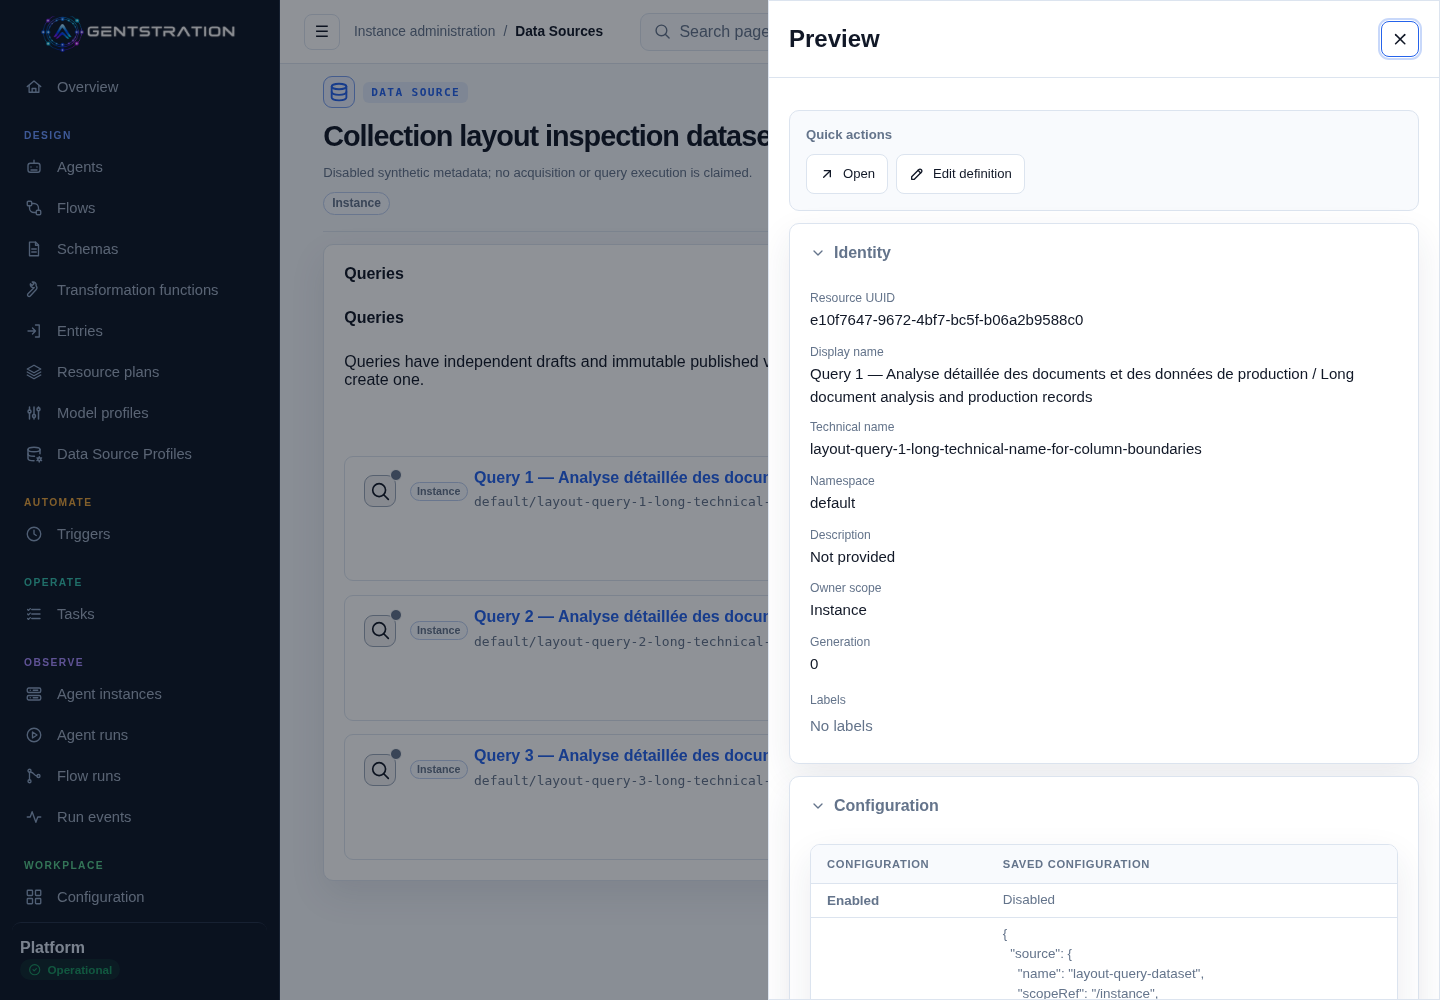 GENTSTRATION
Overview
DESIGN
Agents
Flows
Schemas
Transformation functions
Entries
Resource plans
Model profiles
Data Source Profiles
AUTOMATE
Triggers
OPERATE
Tasks
OBSERVE
Agent instances
Agent runs
Flow runs
Run events
WORKPLACE
Configuration
Platform
Operational
Instance administration / Data Sources
Search page
DATA SOURCE
Collection layout inspection datase
Disabled synthetic metadata; no acquisition or query execution is claimed.
Instance
Queries
Queries
Queries have independent drafts and immutable published v
create one.
Instance
Query 1 — Analyse détaillée des docum
default/layout-query-1-long-technical-
Instance
Query 2 — Analyse détaillée des docum
default/layout-query-2-long-technical-
Instance
Query 3 — Analyse détaillée des docum
default/layout-query-3-long-technical-
Preview
Quick actions
Open
Edit definition
Identity
Resource UUID
e10f7647-9672-4bf7-bc5f-b06a2b9588c0
Display name
Query 1 — Analyse détaillée des documents et des données de production / Long
document analysis and production records
Technical name
layout-query-1-long-technical-name-for-column-boundaries
Namespace
default
Description
Not provided
Owner scope
Instance
Generation
0
Labels
No labels
Configuration
CONFIGURATION SAVED CONFIGURATION
Enabled Disabled
{
"source": {
"name": "layout-query-dataset",
"scopeRef": "/instance",